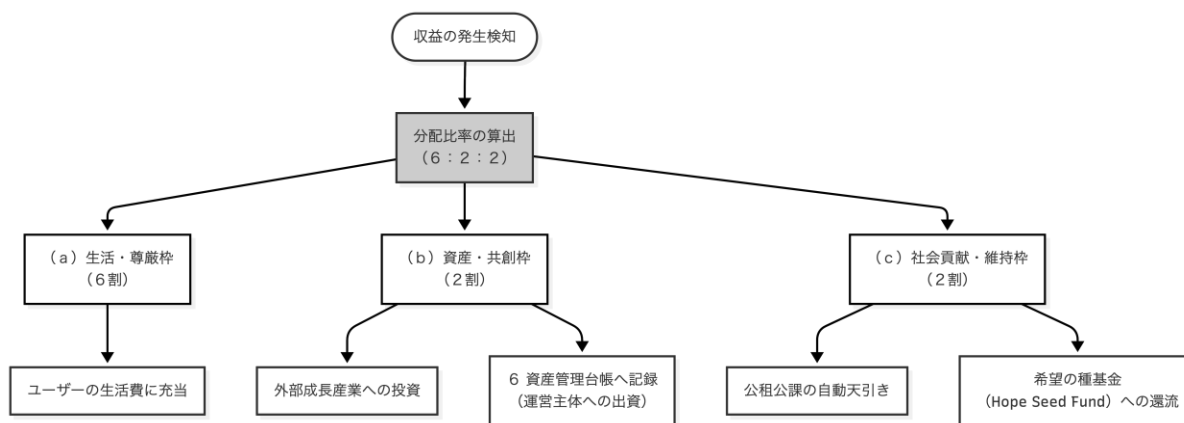 収益の発生検知
分配比率の算出
（６：２：２）
（ａ）生活・尊厳枠
（６割）
（ｂ）資産・共創枠
（２割）
（ｃ）社会貢献・維持枠
（２割）
ユーザーの生活費に充当
外部成長産業への投資
６ 資産管理台帳へ記録
（運営主体への出資）
公租公課の自動天引き
希望の種基金
（Hope Seed Fund）への還流